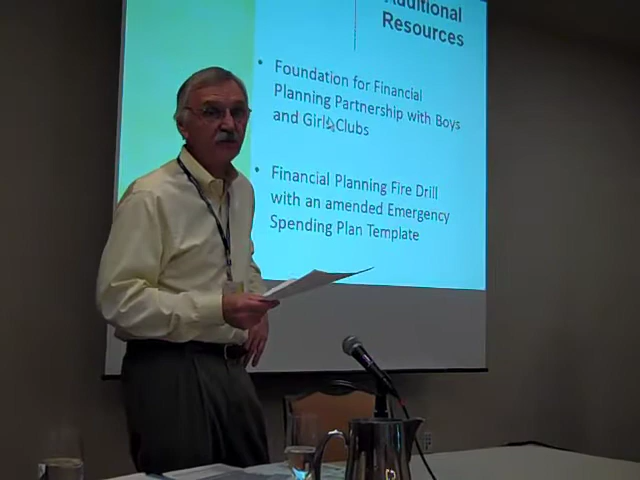 Additional
Resources
• Foundation for Financial
Planning Partnership with Boys
and Girls Clubs
• Financial Planning Fire Drill
with an amended Emergency
Spending Plan Template